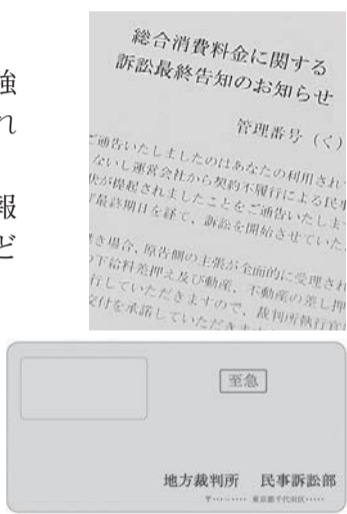 強
れ
報
ど
総合消費料金に関する
訴訟最終告知のお知らせ
管理番号（く）
ご通告いたしましたのはあなたの利用され
ないし運営会社から契約不履行による民事
状が提起されましたことをご通告いたしま
最終期日を経て、訴訟を開始させていた
き場合、原告側の主張が全面的に受理され
の下給料差押え及び動産、不動産の差し押
行していただきますので、裁判所執行官
交付を承諾していただきま
至急
地方裁判所　民事訴訟部
〒 東京都千代田区